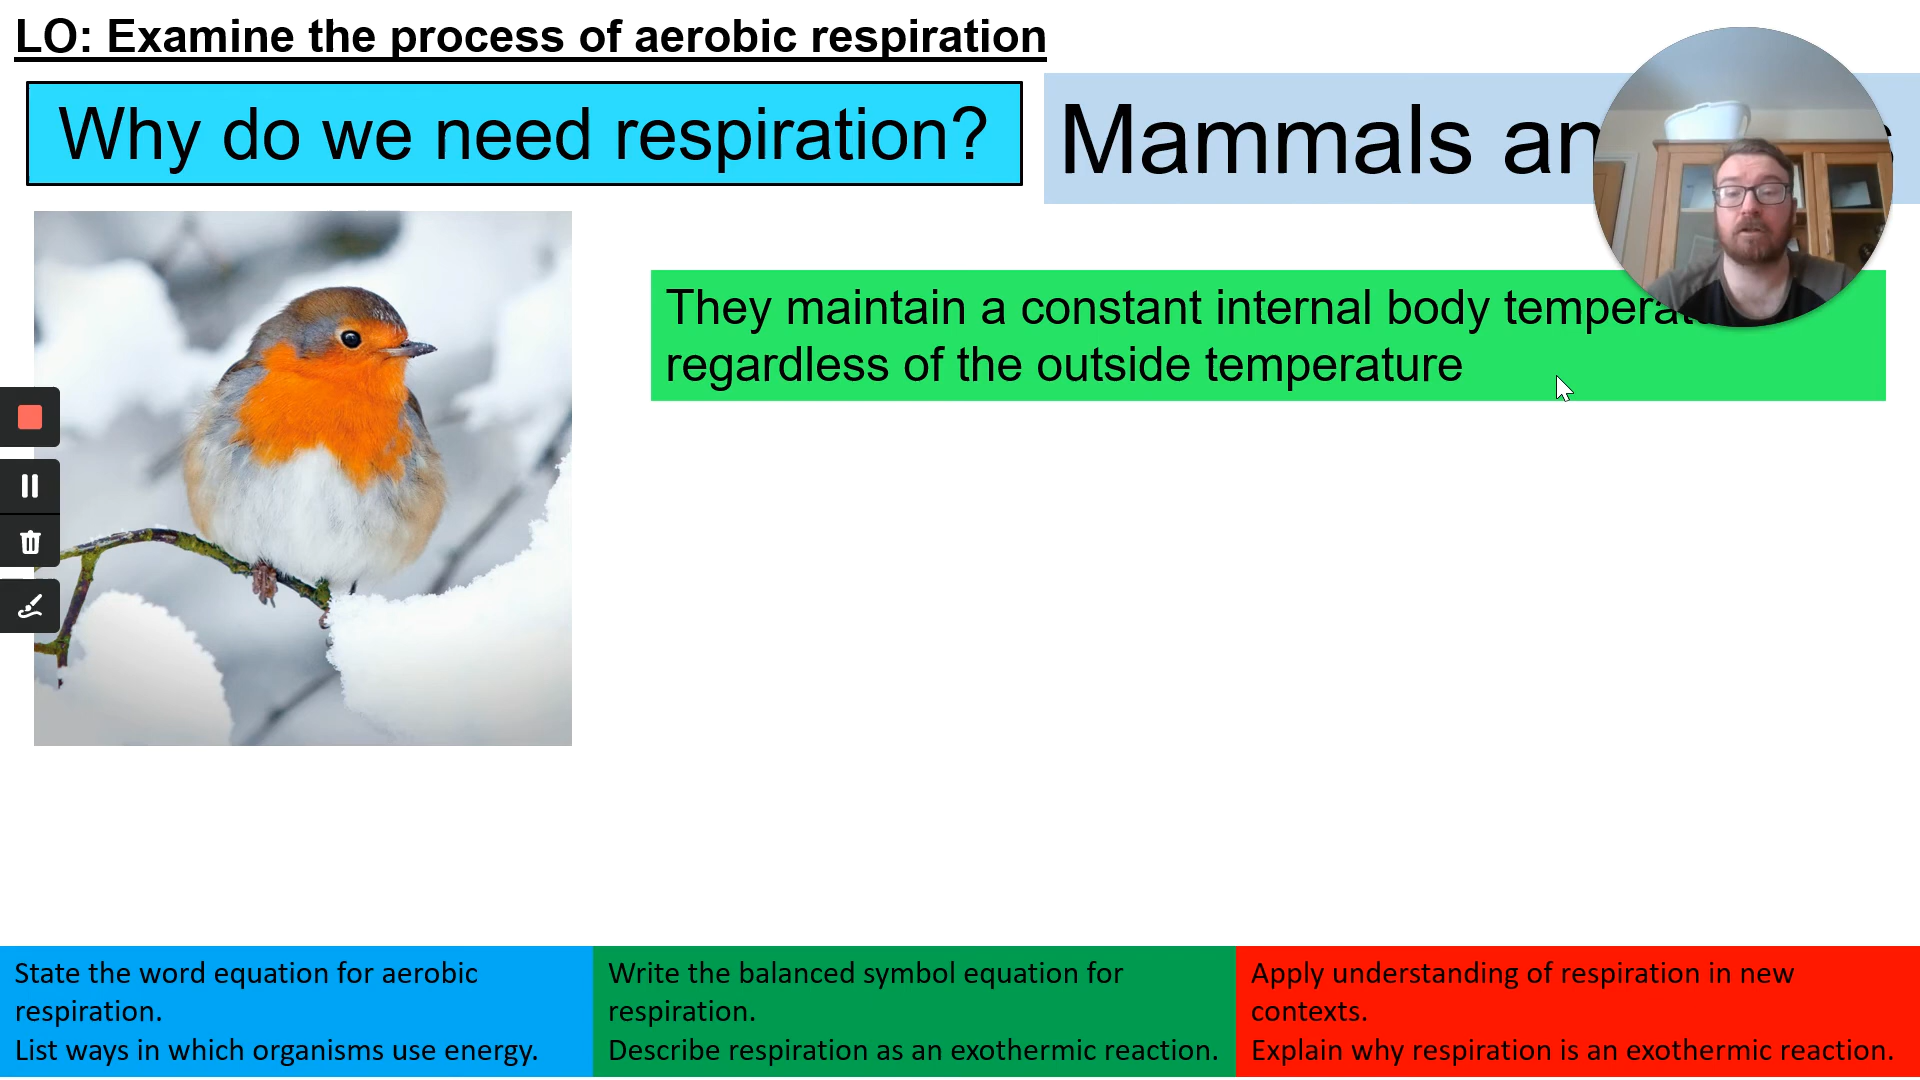 LO: Examine the process of aerobic respiration
Why do we need respiration?
Mammals an
They maintain a constant internal body
regardless of the outside temperature
State the word equation for aerobic
respiration.
List ways in which organisms use energy.
Write the balanced symbol equation for
respiration.
Describe respiration as an exothermic reaction.
Apply understanding of respiration in new
contexts.
Explain why respiration is an exothermic reaction.